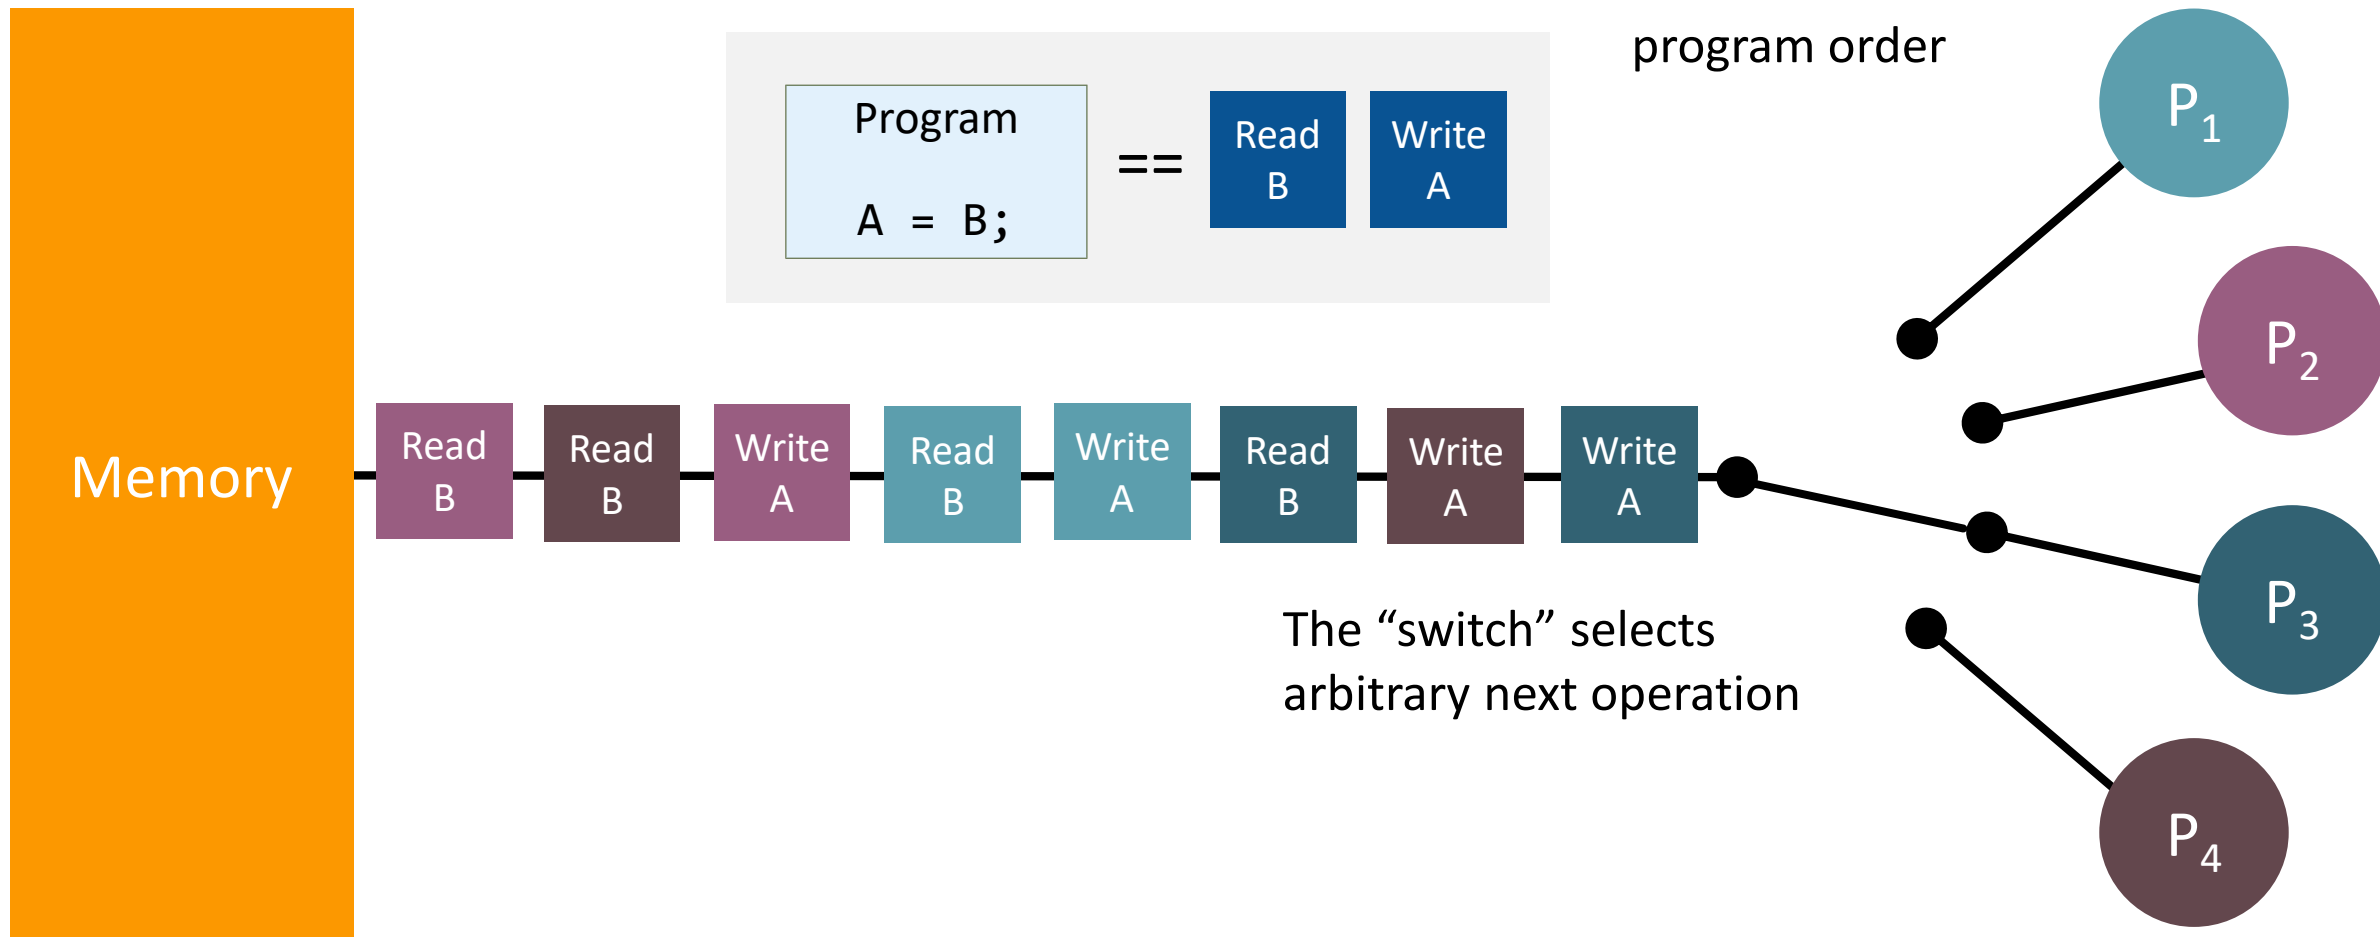 program order
Program
A = B;
==
Read
B
Write
A
P1
P2
Memory
Read
B
Read
B
Write
A
Read
B
Write
A
Read
B
Write
A
Write
A
P3
The “switch” selects
arbitrary next operation
P4